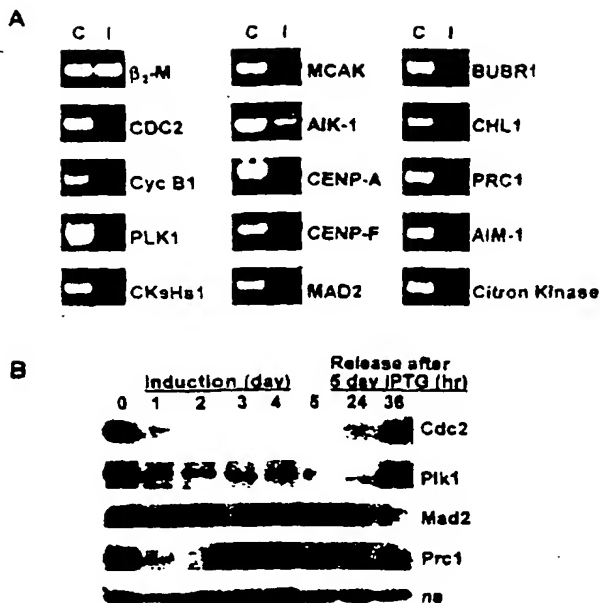 A
C I C I C I
β₂-M MCAK BUBR1
CDC2 AIK-1 CHL1
Cyc B1 CENP-A PRC1
PLK1 CENP-F AIM-1
CKsHs1 MAD2 Citron Kinase
B
Release after
Induction (day) 5 day IPTG (hr)
0 1 2 3 4 5 24 36
Cdc2
Plk1
Mad2
Prc1
ns